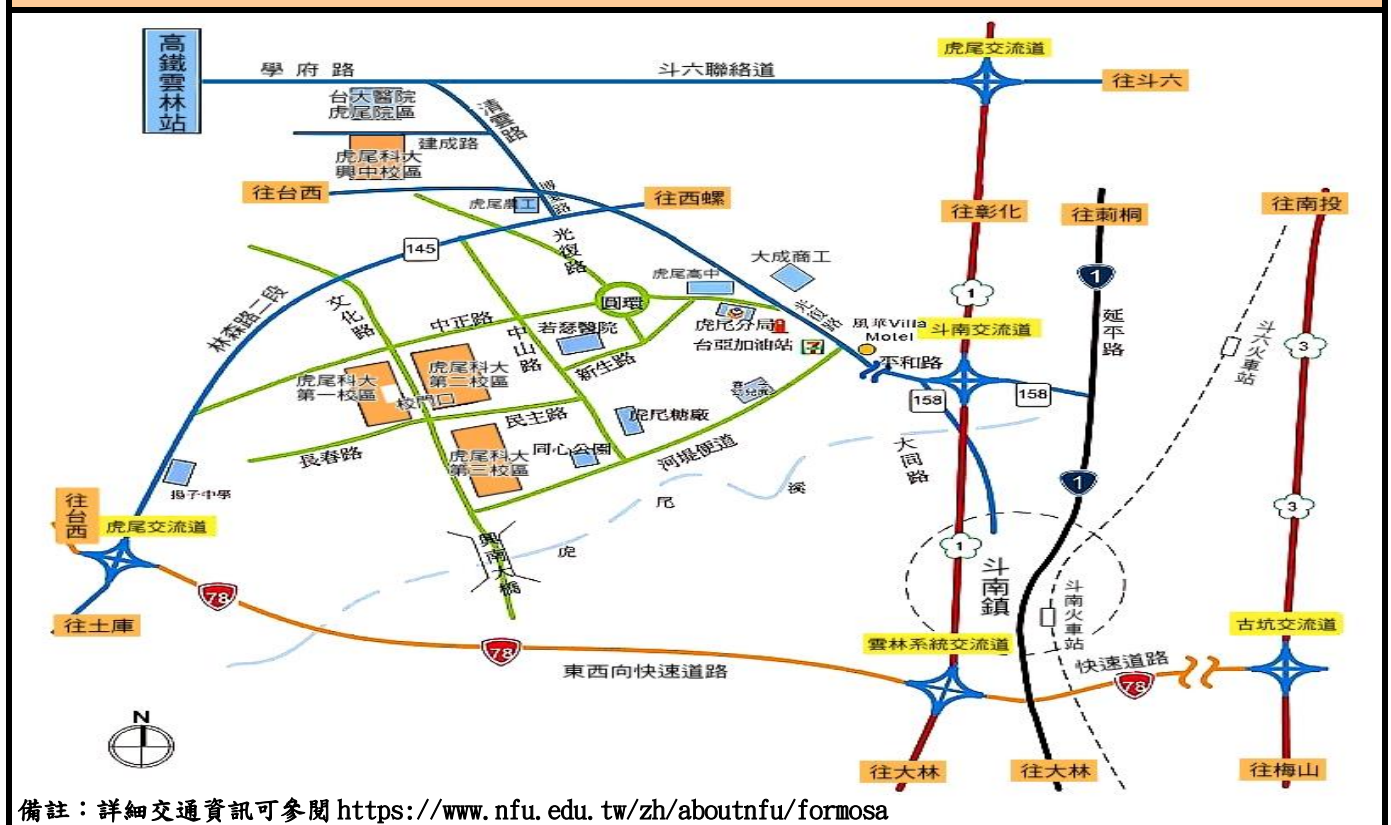 虎尾交流道
高鐵雲林站
學府路
斗六聯絡道
往斗六
台大醫院
虎尾院區
清雲路
建成路
虎尾科大
興中校區
往台西
虎尾農工
往西螺
往彰化
往莿桐
往南投
145
光復路
大成商工
虎尾高中
1
1
林森路二段
文化路
中正路
中山路
圓環
若瑟醫院
新生路
虎尾分局
台亞加油站
7
光復路
風華Villa
Motel
斗南交流道
平和路
延平路
斗六火車站
3
虎尾科大
第一校區
虎尾科大
第二校區
校門口
158
158
民主路
虎尾糖廠
大同路
長春路
虎尾科大
第三校區
同心公園
河堤便道
揚子中學
虎尾溪
1
3
往台西
虎尾交流道
1
興南大橋
斗南鎮
斗南火車站
78
往土庫
古坑交流道
雲林系統交流道
78
東西向快速道路
快速道路
78
N
往大林
往大林
往梅山
備註：詳細交通資訊可參閱 https://www.nfu.edu.tw/zh/aboutnfu/formosa